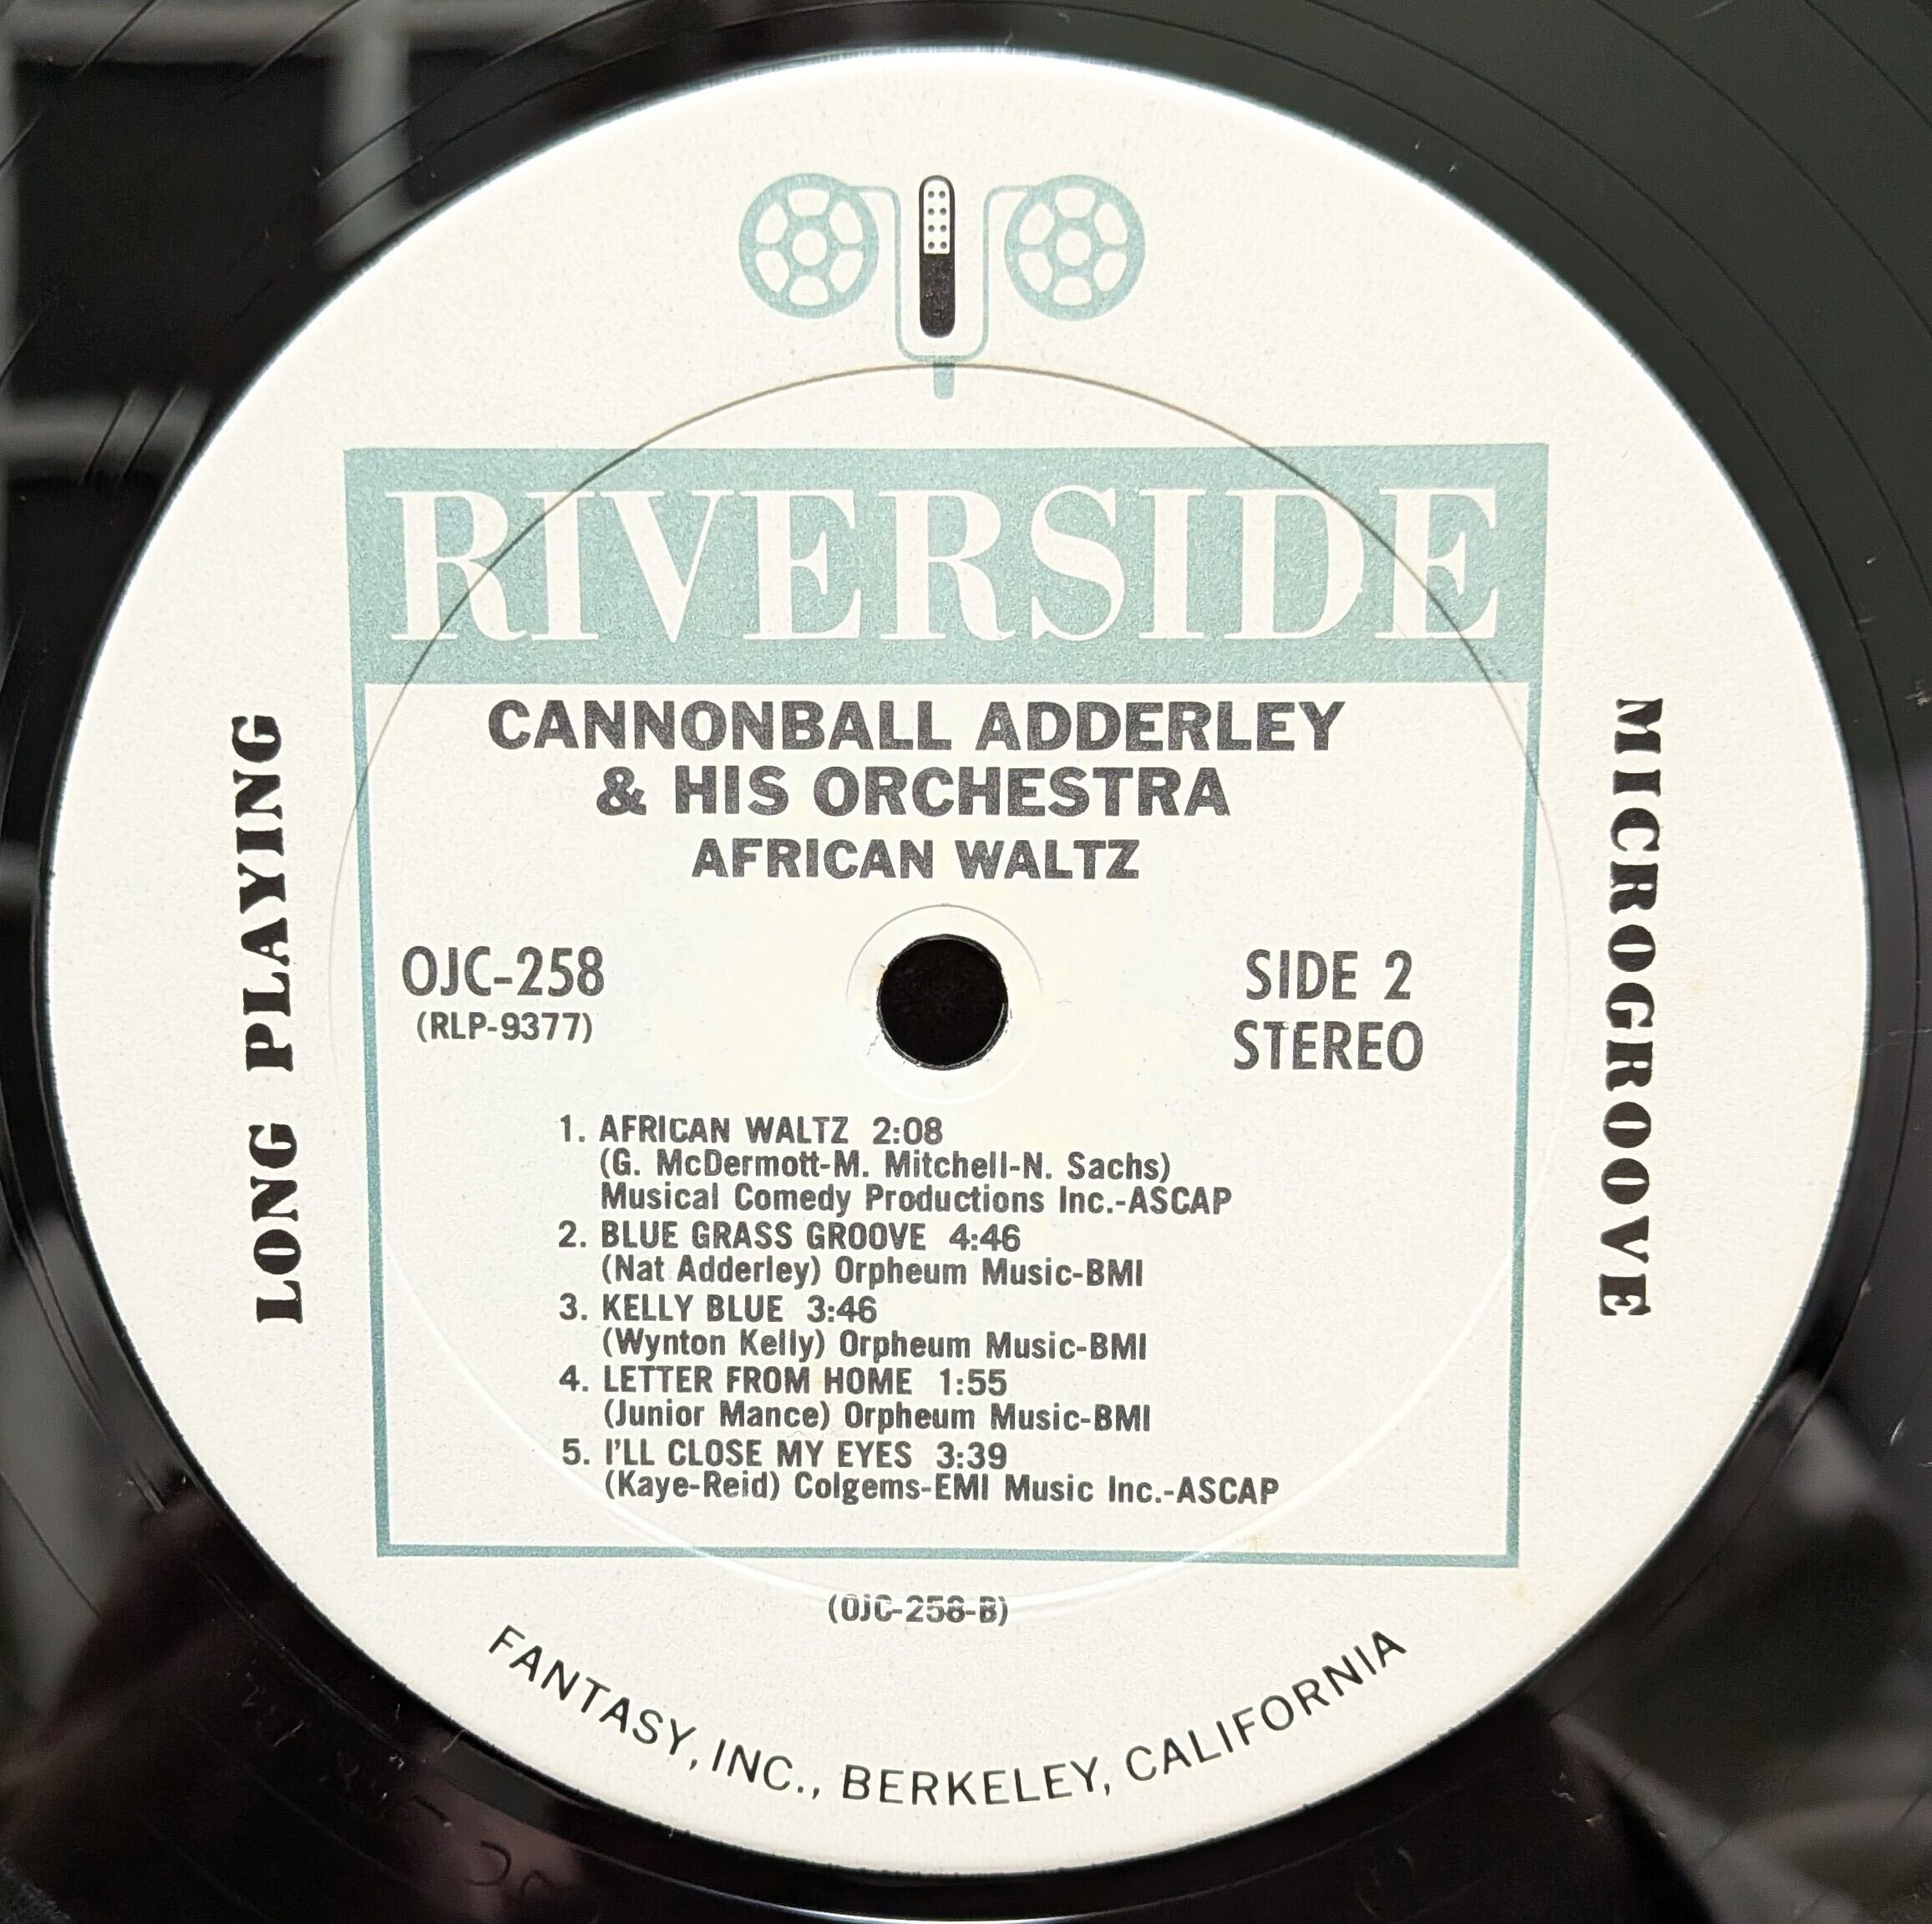 RIVERSIDE
CANNONBALL ADDERLEY
& HIS ORCHESTRA
AFRICAN WALTZ
LONG PLAYING
MICROGROOVE
OJC-258
(RLP-9377)
SIDE 2
STEREO
1. AFRICAN WALTZ 2:08
(G. McDermott-M. Mitchell-N. Sachs)
Musical Comedy Productions Inc.-ASCAP
2. BLUE GRASS GROOVE 4:46
(Nat Adderley) Orpheum Music-BMI
3. KELLY BLUE 3:46
(Wynton Kelly) Orpheum Music-BMI
4. LETTER FROM HOME 1:55
(Junior Mance) Orpheum Music-BMI
5. I'LL CLOSE MY EYES 3:39
(Kaye-Reid) Colgems-EMI Music Inc.-ASCAP
(OJC-258-B)
FANTASY, INC., BERKELEY, CALIFORNIA